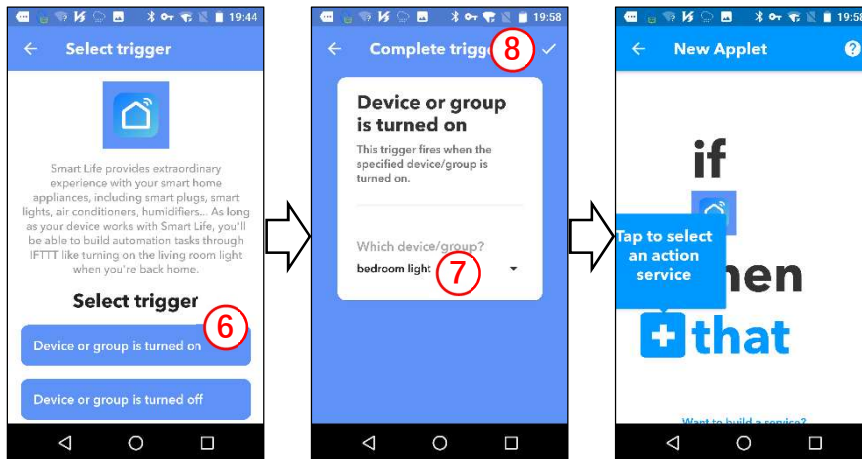 19:44
Select trigger
Smart Life provides extraordinary
experience with your smart home
appliances, including smart plugs, smart
lights, air conditioners, humidifiers... As long
as your device works with Smart Life, you'll
be able to build automation tasks through
IFTTT like turning on the living room light
when you're back home.
Select trigger
6
Device or group is turned on
Device or group is turned off
19:58
Complete trigger
8
Device or group
is turned on
This trigger fires when the
specified device/group is
turned on.
Which device/group?
bedroom light
7
19:58
New Applet
?
if
Tap to select
an action
service
hen
that
Want to build a service?